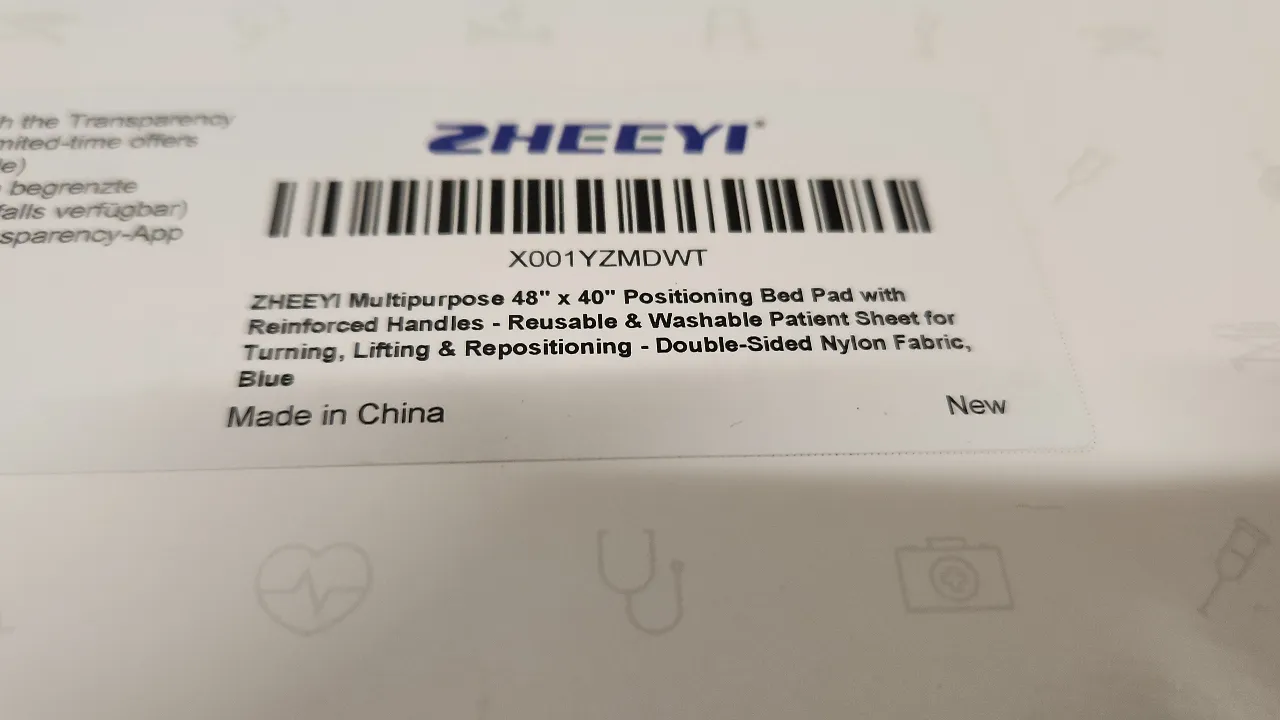 h the Transparency
mited-time offers
le)
begrenzte
falls verfügbar)
sparency-App
ZHEEYI
X001YZMDWT
ZHEEYI Multipurpose 48" x 40" Positioning Bed Pad with
Reinforced Handles - Reusable & Washable Patient Sheet for
Turning, Lifting & Repositioning - Double-Sided Nylon Fabric,
Blue
Made in China
New